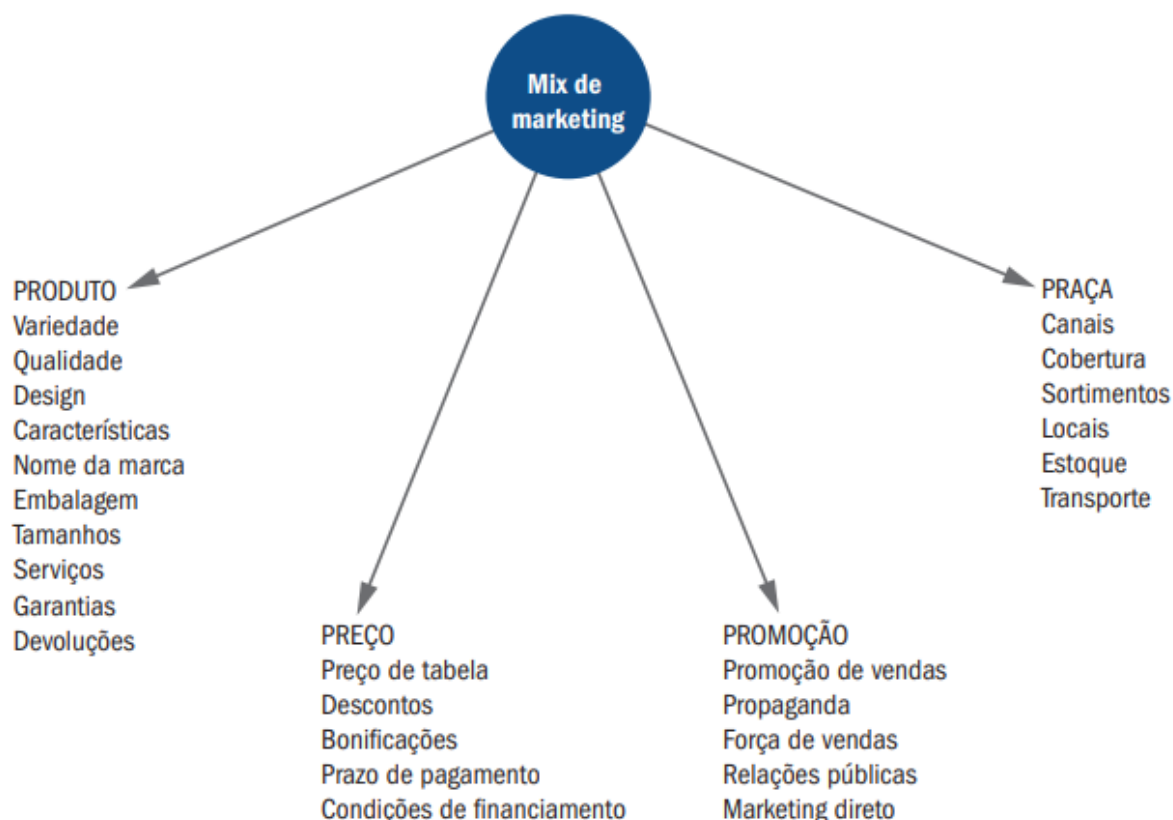 Mix de
marketing
PRODUTO
Variedade
Qualidade
Design
Características
Nome da marca
Embalagem
Tamanhos
Serviços
Garantias
Devoluções
PREÇO
Preço de tabela
Descontos
Bonificações
Prazo de pagamento
Condições de financiamento
PROMOÇÃO
Promoção de vendas
Propaganda
Força de vendas
Relações públicas
Marketing direto
PRAÇA
Canais
Cobertura
Sortimentos
Locais
Estoque
Transporte